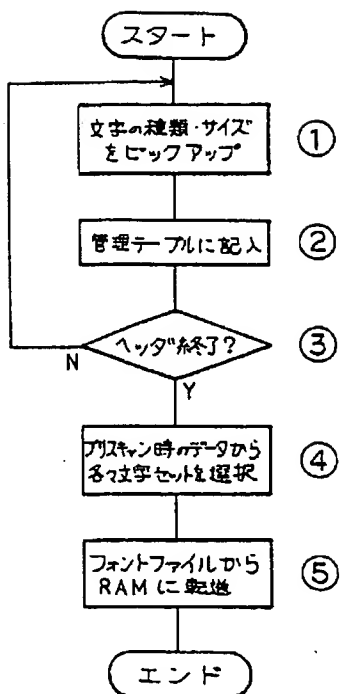 スタート
文字の種類・サイズ
をピックアップ
①
管理テーブルに記入
②
ヘッダ終了?
③
N
Y
プリスキャン時のデータから
各々文字セットを選択
④
フォントファイルから
RAMに転送
⑤
エンド